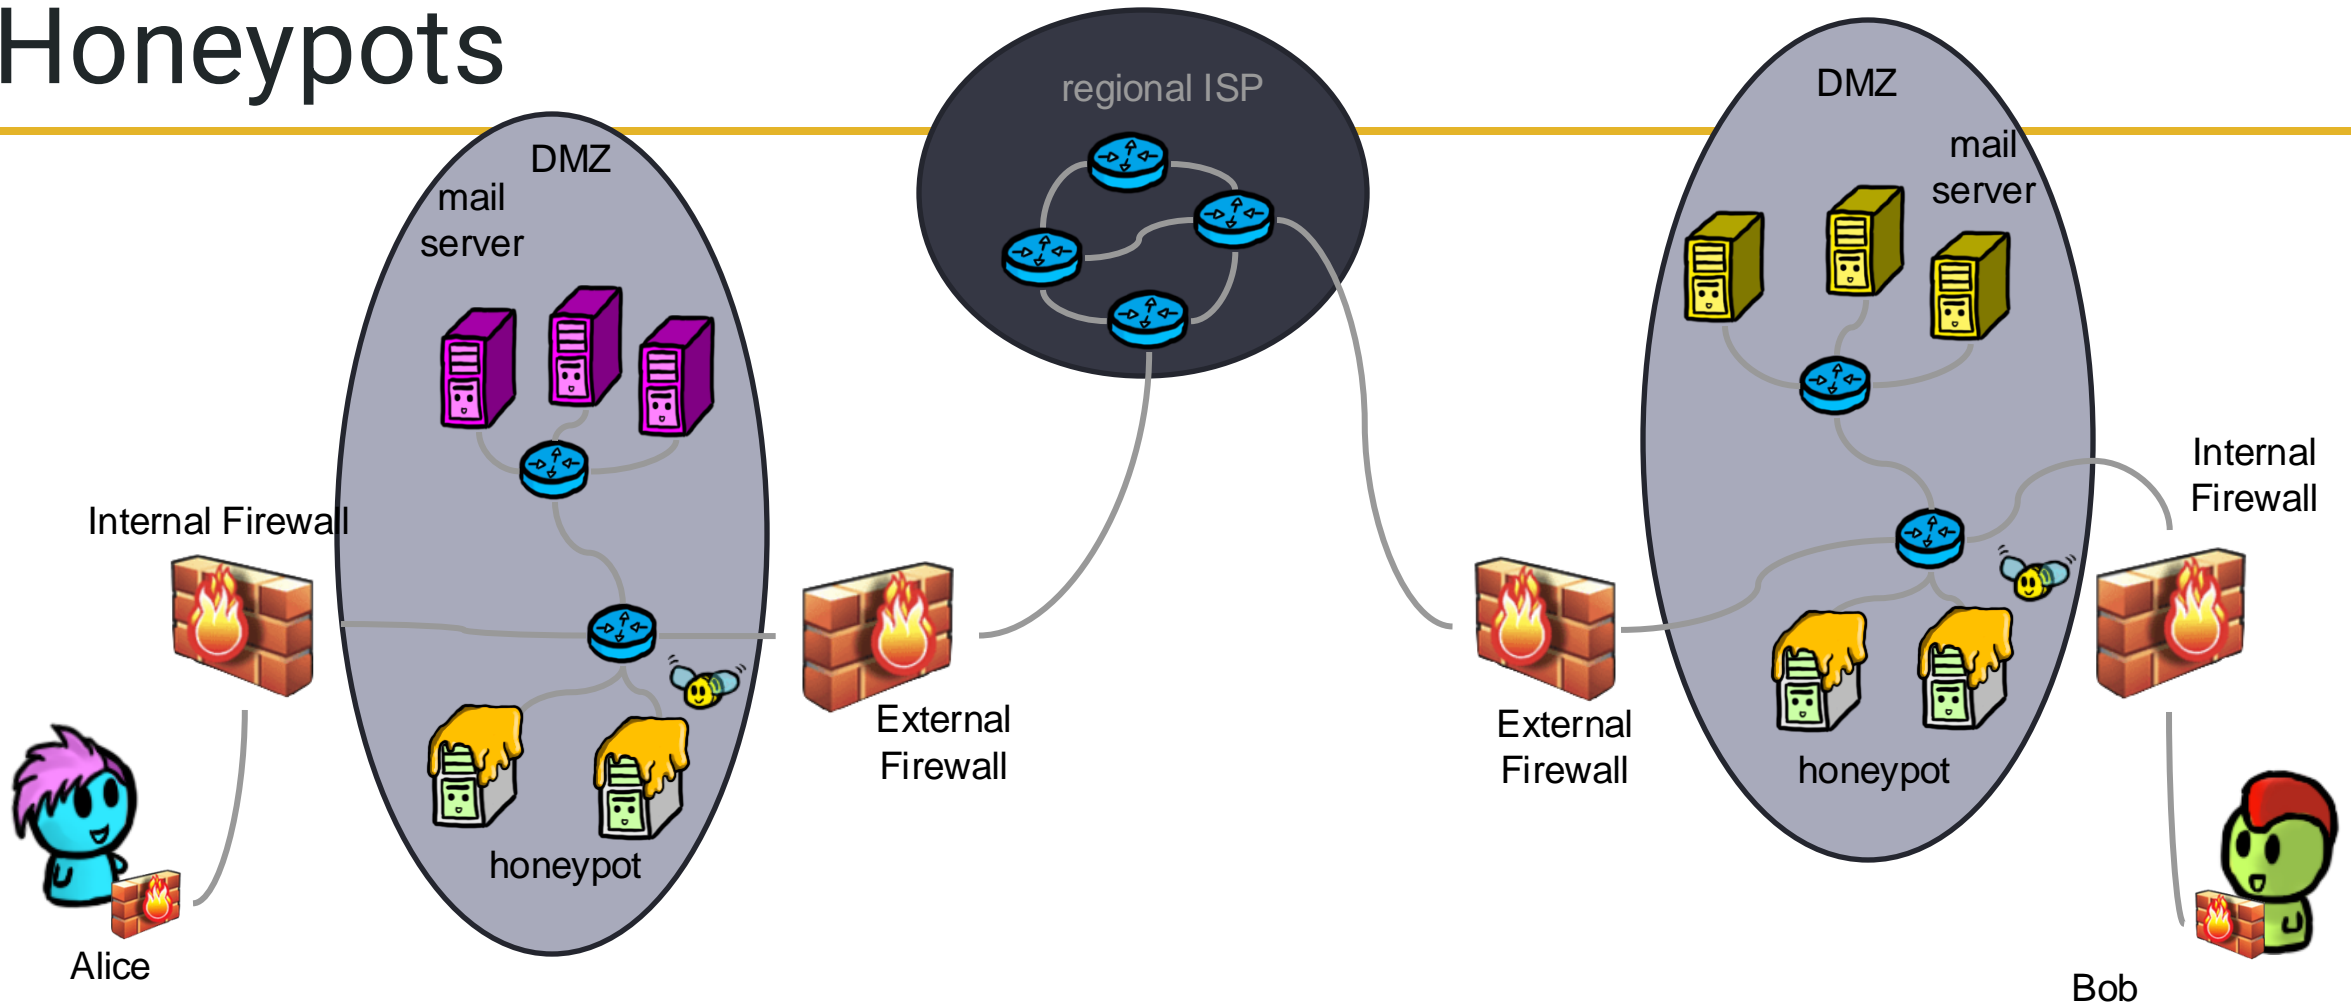 Honeypots
regional ISP
DMZ
mail
server
DMZ
mail
server
Internal Firewall
Internal
Firewall
External
Firewall
External
Firewall
honeypot
honeypot
Alice
Bob